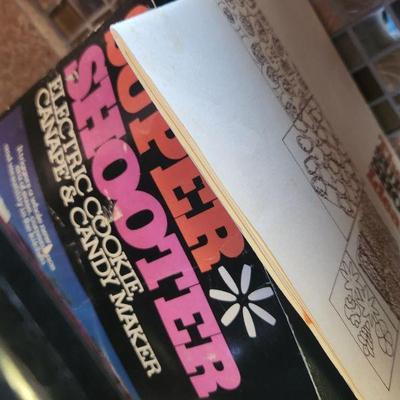 SUPER
SHOOTER
ELECTRIC COOKIE,
CANAPE & CANDY MAKER